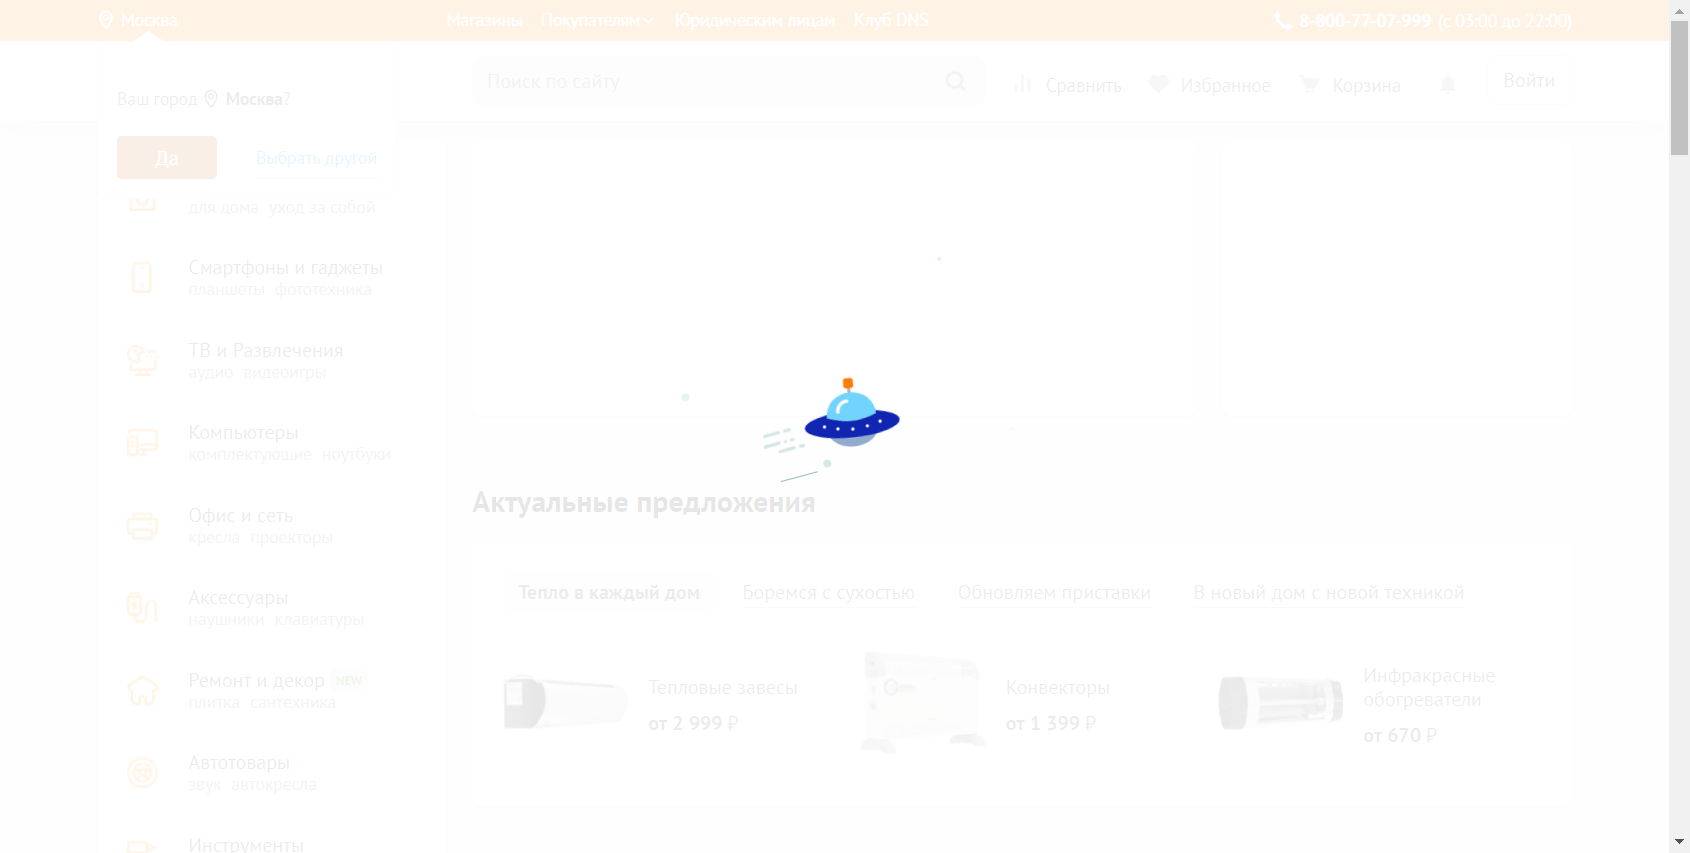 Москва
Магазины Покупателям Юридическим лицам Клуб DNS
8-800-77-07-999 (с 03:00 до 22:00)
Поиск по сайту
Сравнить Избранное Корзина Войти
Ваш город Москва?
Да Выбрать другой
для дома уход за собой
Смартфоны и гаджеты
планшеты фототехника
ТВ и Развлечения
аудио видеоигры
Компьютеры
комплектующие ноутбуки
Офис и сеть
кресла проекторы
Аксессуары
наушники клавиатуры
Ремонт и декор NEW
плитка сантехника
Автотовары
звук автокресла
Инструменты
Актуальные предложения
Тепло в каждый дом Боремся с сухостью Обновляем приставки В новый дом с новой техникой
Тепловые завесы
от 2 999 ₽
Конвекторы
от 1 399 ₽
Инфракрасные
обогреватели
от 670 ₽